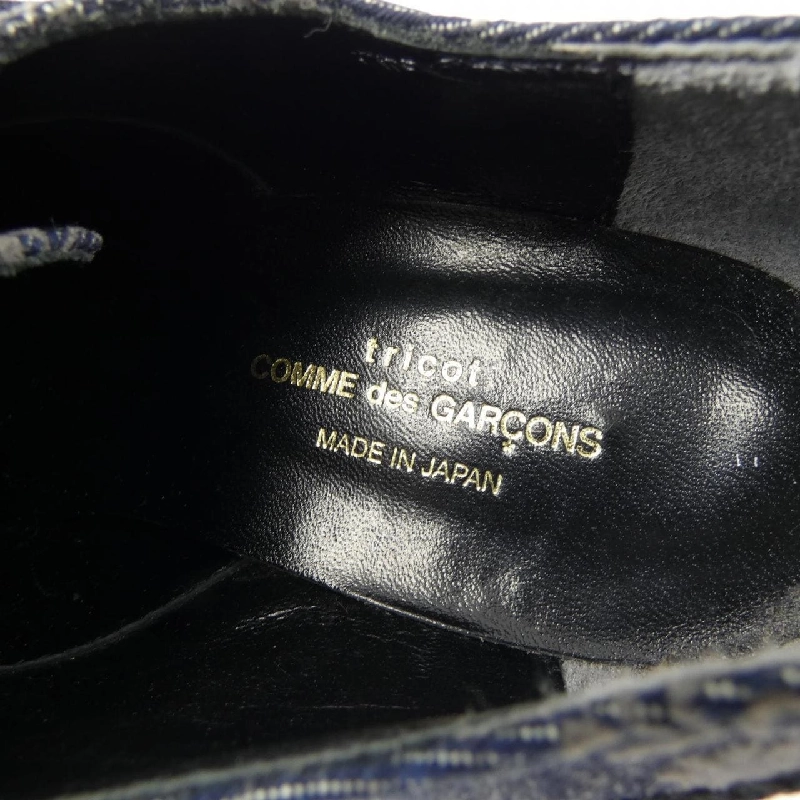 tricot
COMME des GARÇONS
MADE IN JAPAN